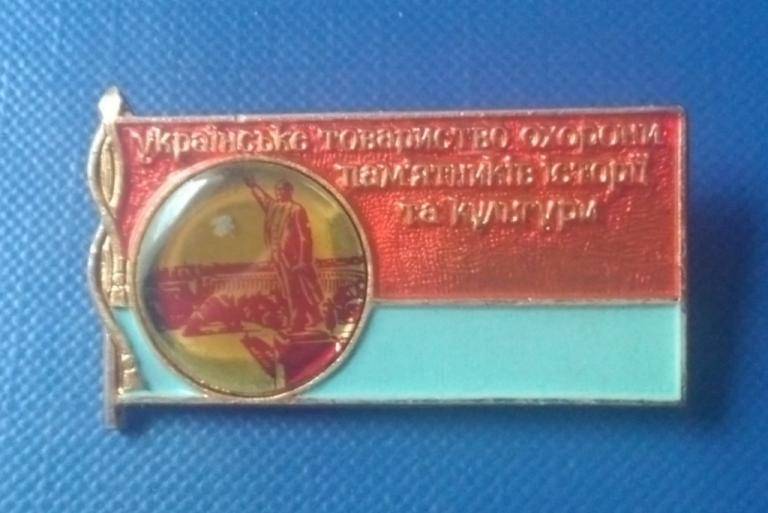 українське товариство охорони
пам'ятників історії
та культури